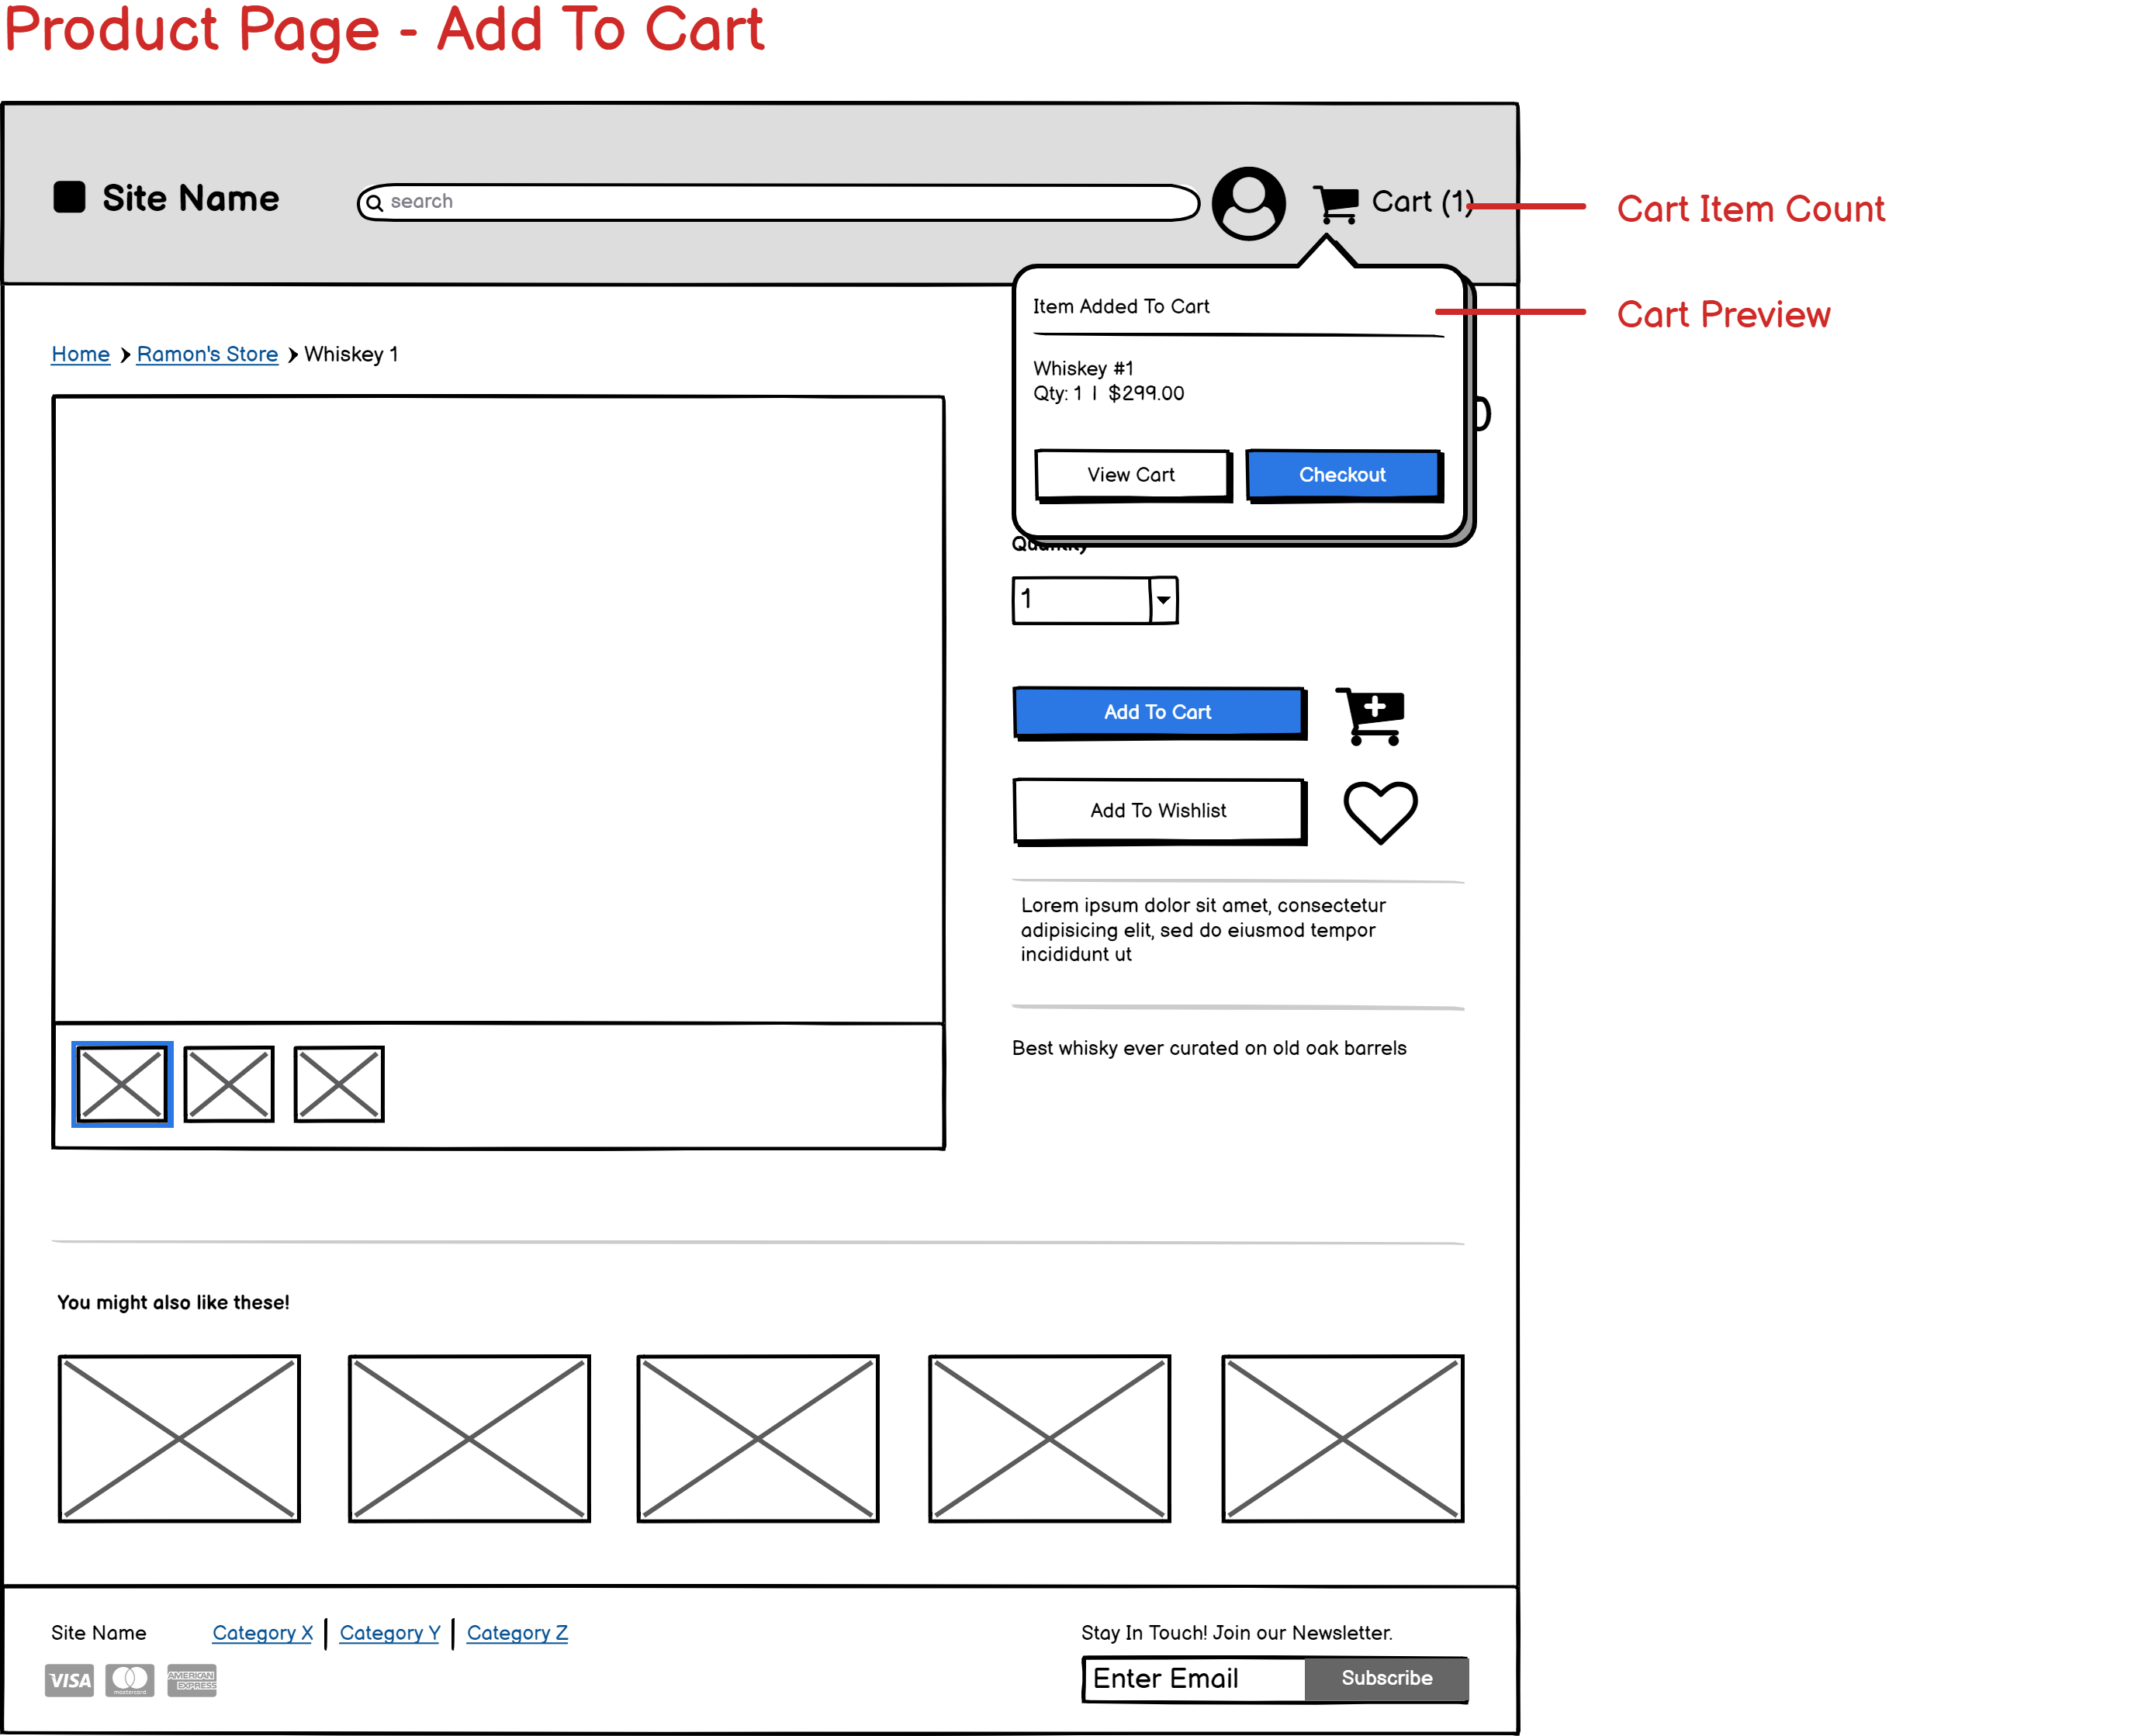 Product Page - Add To Cart
Site Name
search
Cart (1)
Cart Item Count
Item Added To Cart
Cart Preview
Home
Ramon's Store
Whiskey 1
Whiskey #1
Qty: 1 | $299.00
View Cart
Checkout
Quantity
1
Add To Cart
Add To Wishlist
Lorem ipsum dolor sit amet, consectetur
adipisicing elit, sed do eiusmod tempor
incididunt ut
Best whisky ever curated on old oak barrels
You might also like these!
Site Name
Category X
Category Y
Category Z
Stay In Touch! Join our Newsletter.
VISA
mastercard
AMERICAN
EXPRESS
Enter Email
Subscribe